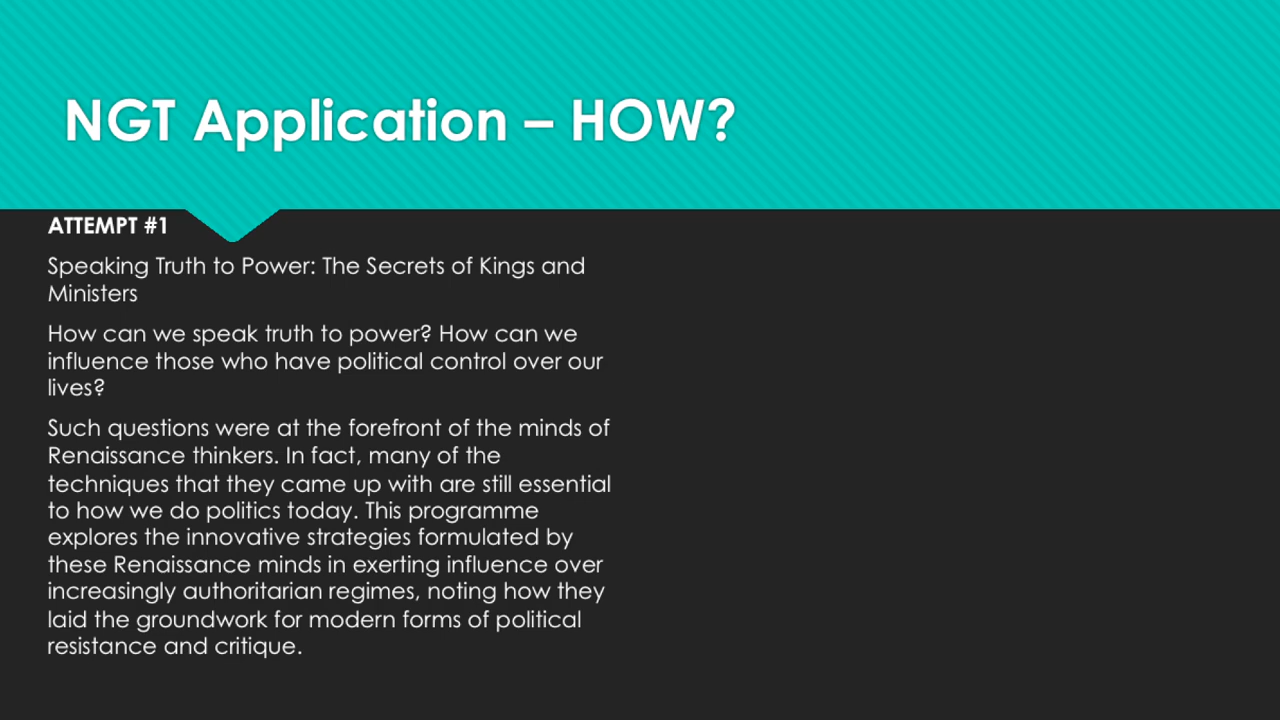 NGT Application – HOW?
ATTEMPT #1
Speaking Truth to Power: The Secrets of Kings and
Ministers
How can we speak truth to power? How can we
influence those who have political control over our
lives?
Such questions were at the forefront of the minds of
Renaissance thinkers. In fact, many of the
techniques that they came up with are still essential
to how we do politics today. This programme
explores the innovative strategies formulated by
these Renaissance minds in exerting influence over
increasingly authoritarian regimes, noting how they
laid the groundwork for modern forms of political
resistance and critique.